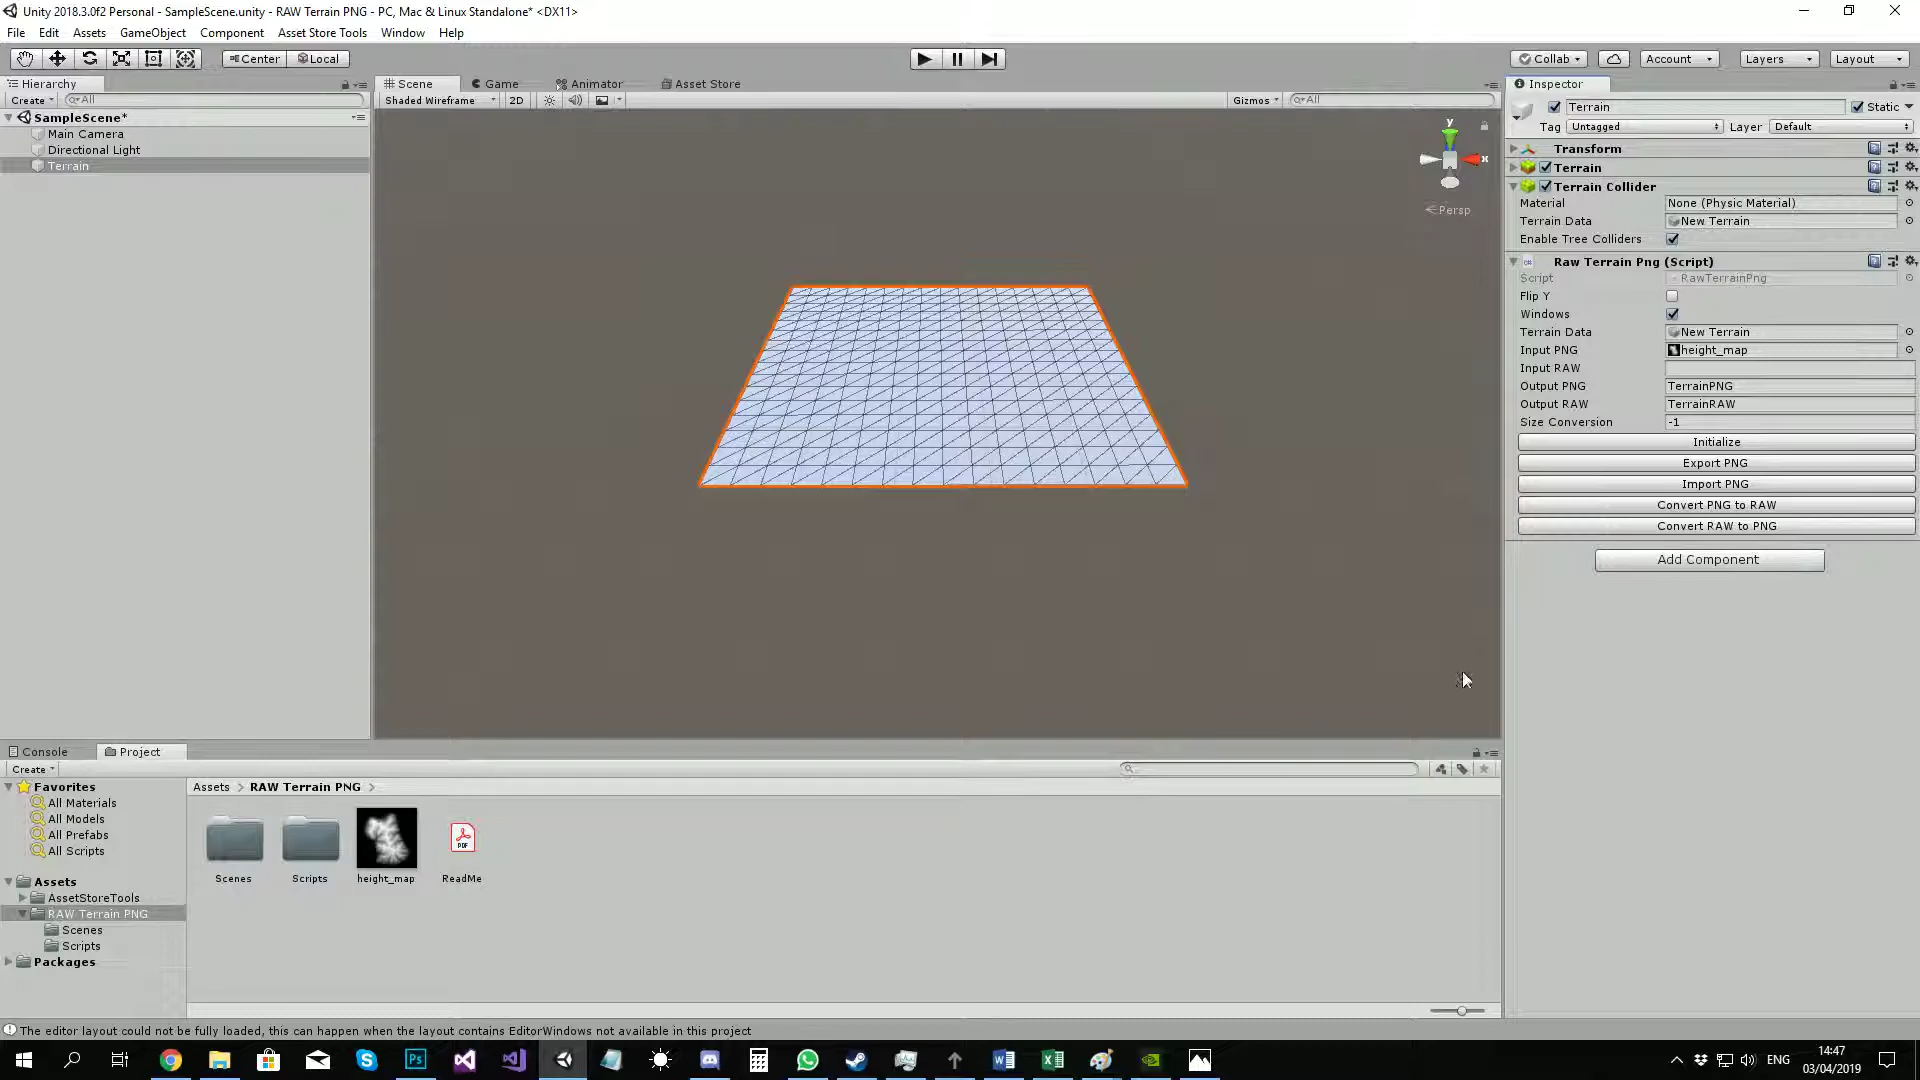 Unity 2018.3.0f2 Personal - SampleScene.unity - RAW Terrain PNG - PC, Mac & Linux Standalone* <DX11>
File Edit Assets GameObject Component Asset Store Tools Window Help
Center Local
Collab Account Layers Layout
Hierarchy
Create All
SampleScene*
Main Camera
Directional Light
Terrain
Scene Game Animator Asset Store
Shaded Wireframe 2D Gizmos All
y
x
Persp
Inspector
Terrain Static
Tag Untagged Layer Default
Transform
Terrain
Terrain Collider
Material None (Physic Material)
Terrain Data New Terrain
Enable Tree Colliders
Raw Terrain Png (Script)
Script RawTerrainPng
Flip Y
Windows
Terrain Data New Terrain
Input PNG height_map
Input RAW
Output PNG TerrainPNG
Output RAW TerrainRAW
Size Conversion -1
Initialize
Export PNG
Import PNG
Convert PNG to RAW
Convert RAW to PNG
Add Component
Console Project
Create
Favorites
All Materials
All Models
All Prefabs
All Scripts
Assets
AssetStoreTools
RAW Terrain PNG
Scenes
Scripts
Packages
Assets > RAW Terrain PNG >
Scenes Scripts height_map ReadMe
PDF
The editor layout could not be fully loaded, this can happen when the layout contains EditorWindows not available in this project
Ps
ENG
14:47
03/04/2019